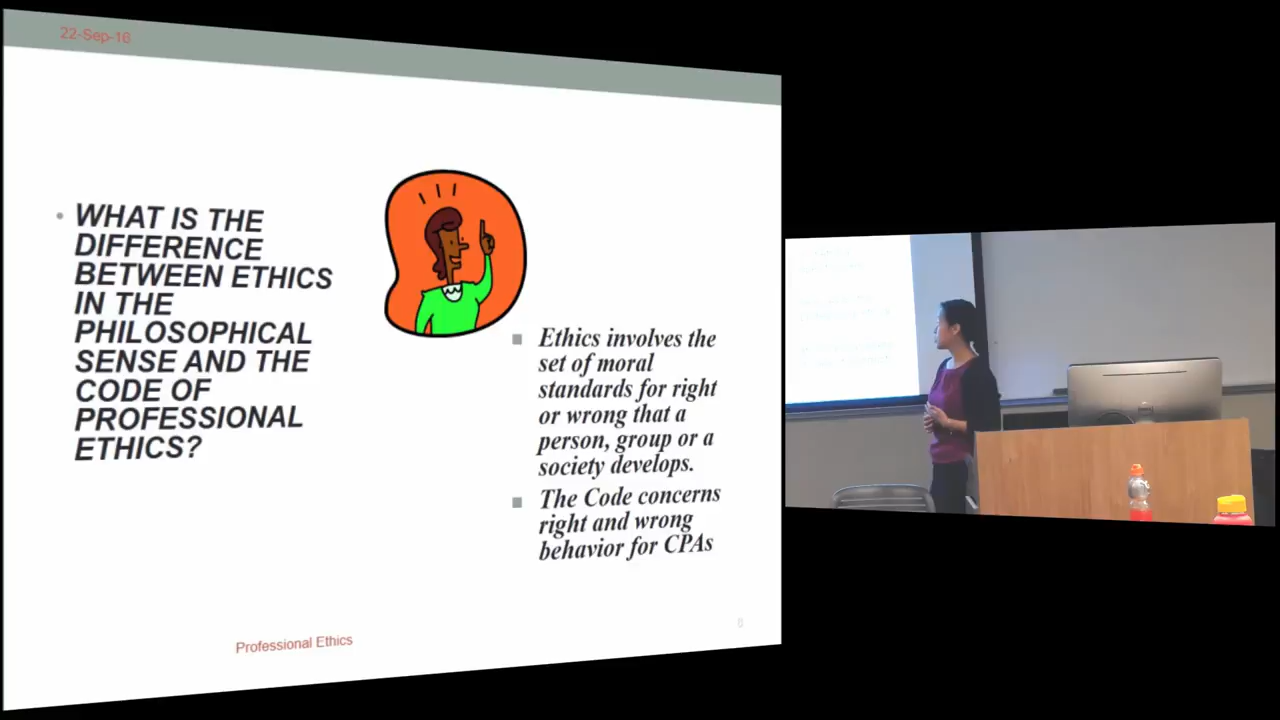 22-Sep-16
WHAT IS THE
DIFFERENCE
BETWEEN ETHICS
IN THE
PHILOSOPHICAL
SENSE AND THE
CODE OF
PROFESSIONAL
ETHICS?
Ethics involves the
set of moral
standards for right
or wrong that a
person, group or a
society develops.
The Code concerns
right and wrong
behavior for CPAs
Professional Ethics